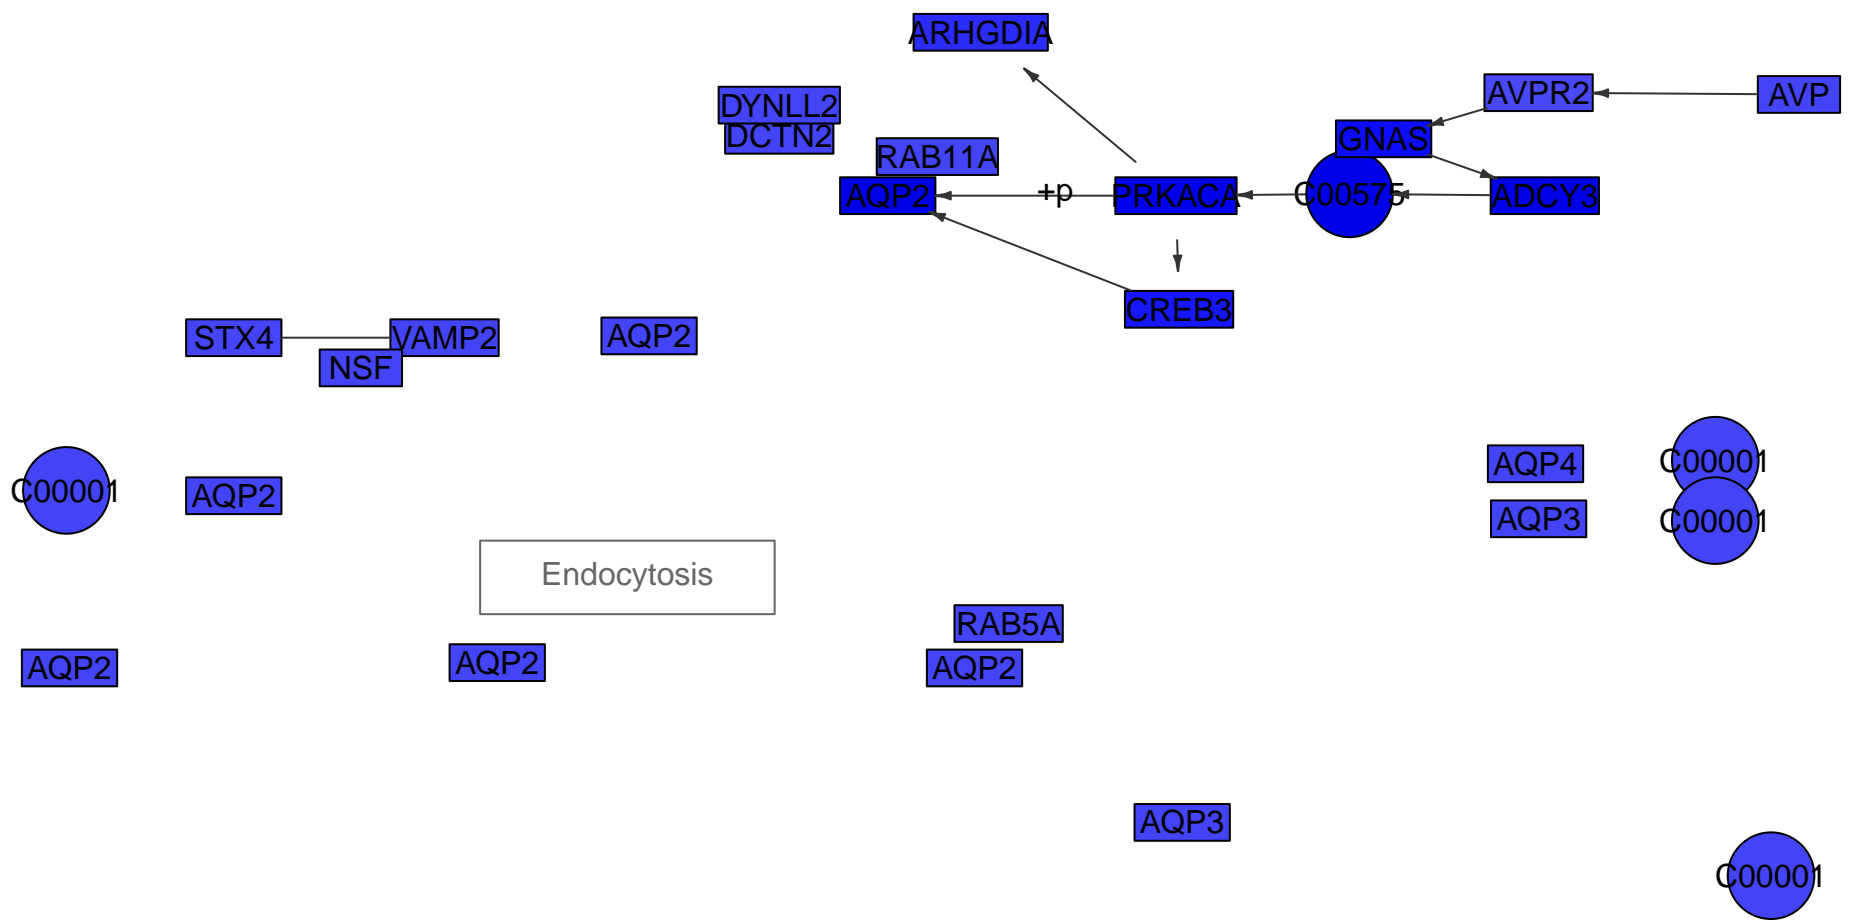 ARHGDIA
DYNLL2
AVPR2
AVP
DCTN2
GNAS
RAB11A
AQP2
+p
PRKACA
C00575
ADCY3
CREB3
STX4
VAMP2
AQP2
NSF
AQP4
C00001
C00001
AQP2
AQP3
C00001
Endocytosis
RAB5A
AQP2
AQP2
AQP2
AQP3
C00001